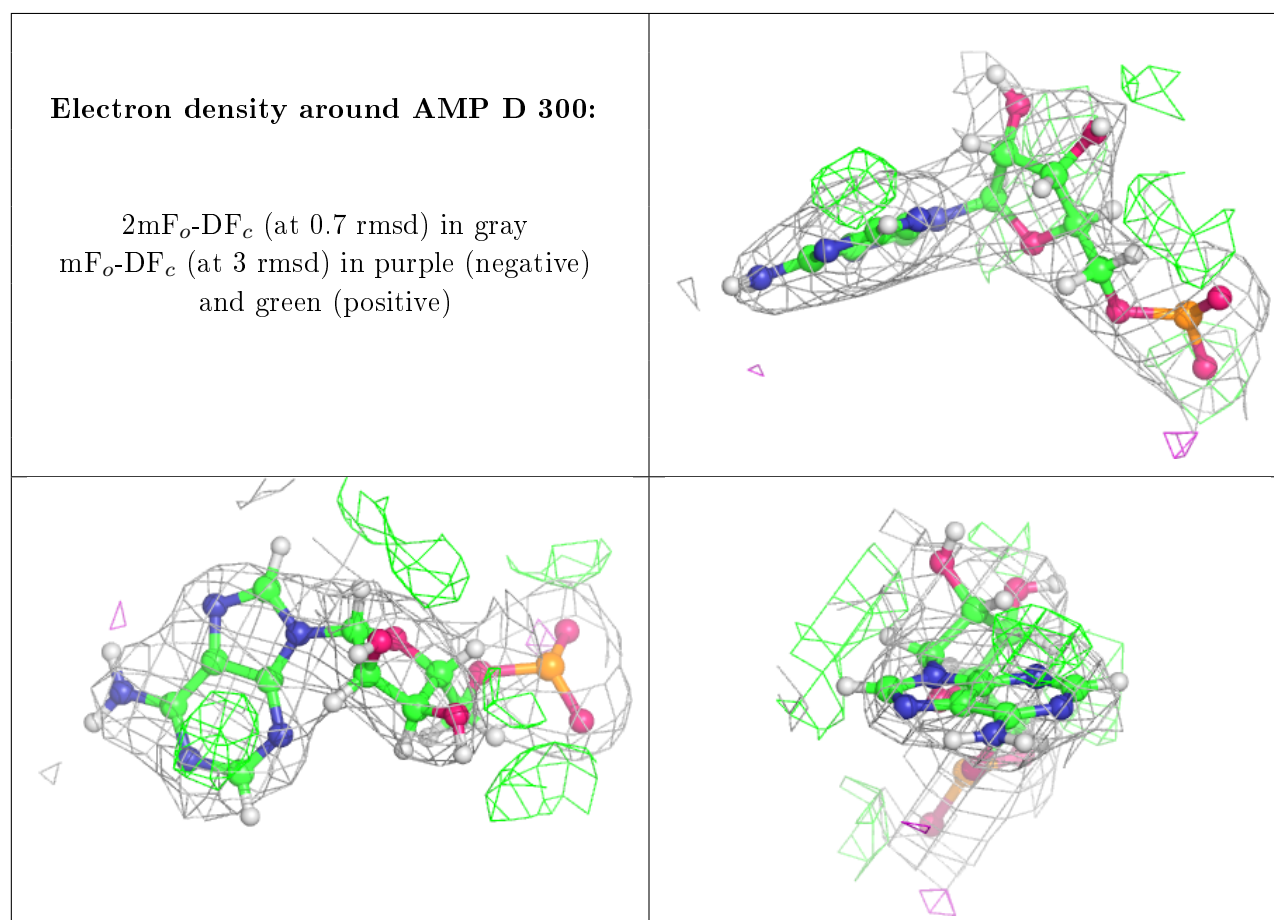 Electron density around AMP D 300:
2mFo-DFc (at 0.7 rmsd) in gray
mFo-DFc (at 3 rmsd) in purple (negative)
and green (positive)